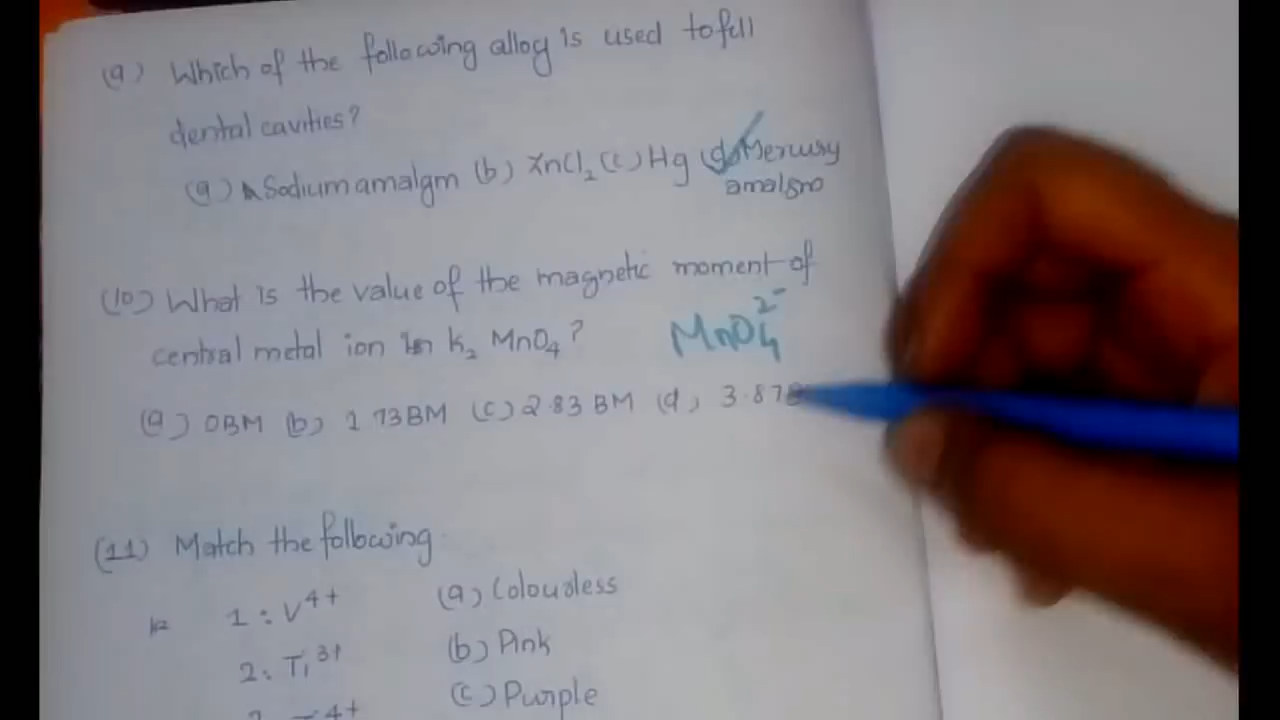 (9) Which of the following alloy is used to fill
dental cavities?
(a) Sodium amalgm (b) ZnCl2 (c) Hg (d) Mercury
amalgm
(10) What is the value of the magnetic moment of
central metal ion in K2 MnO4? MnO4 2-
(a) 0BM (b) 1.73BM (c) 2.83 BM (d) 3.87
(11) Match the following
1: V4+ (a) Colourless
2: Ti3+ (b) Pink
4+ (c) Purple